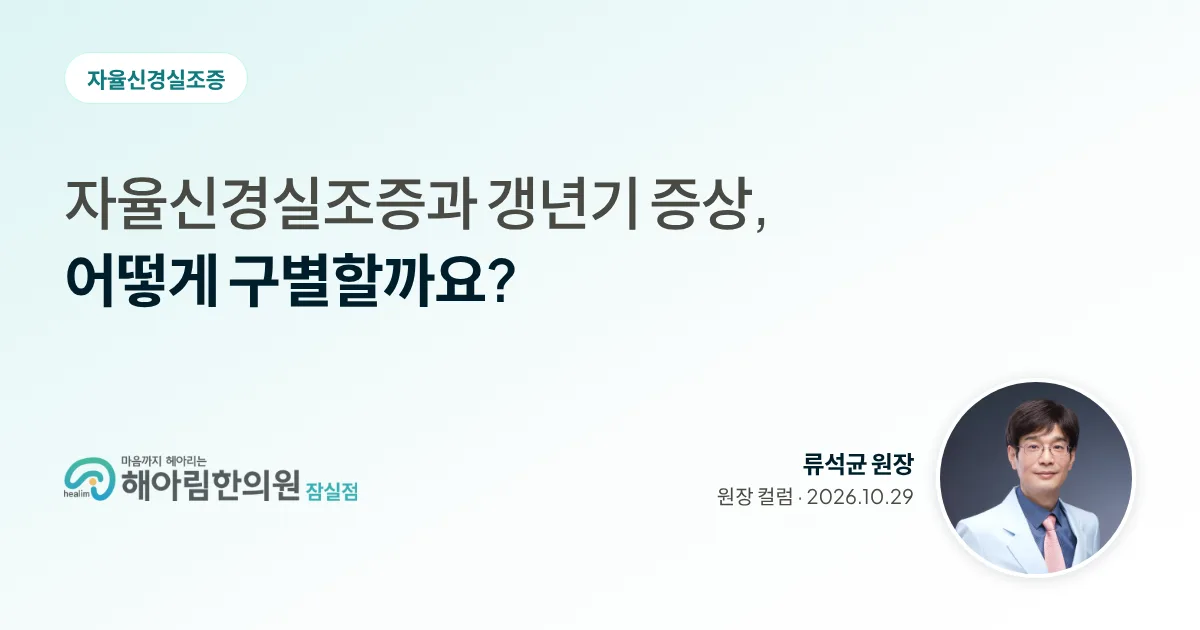 자율신경실조증
자율신경실조증과 갱년기 증상,
어떻게 구별할까요?
마음까지 헤아리는
healim 해아림한의원 잠실점
류석균 원장
원장 컬럼 · 2026.10.29